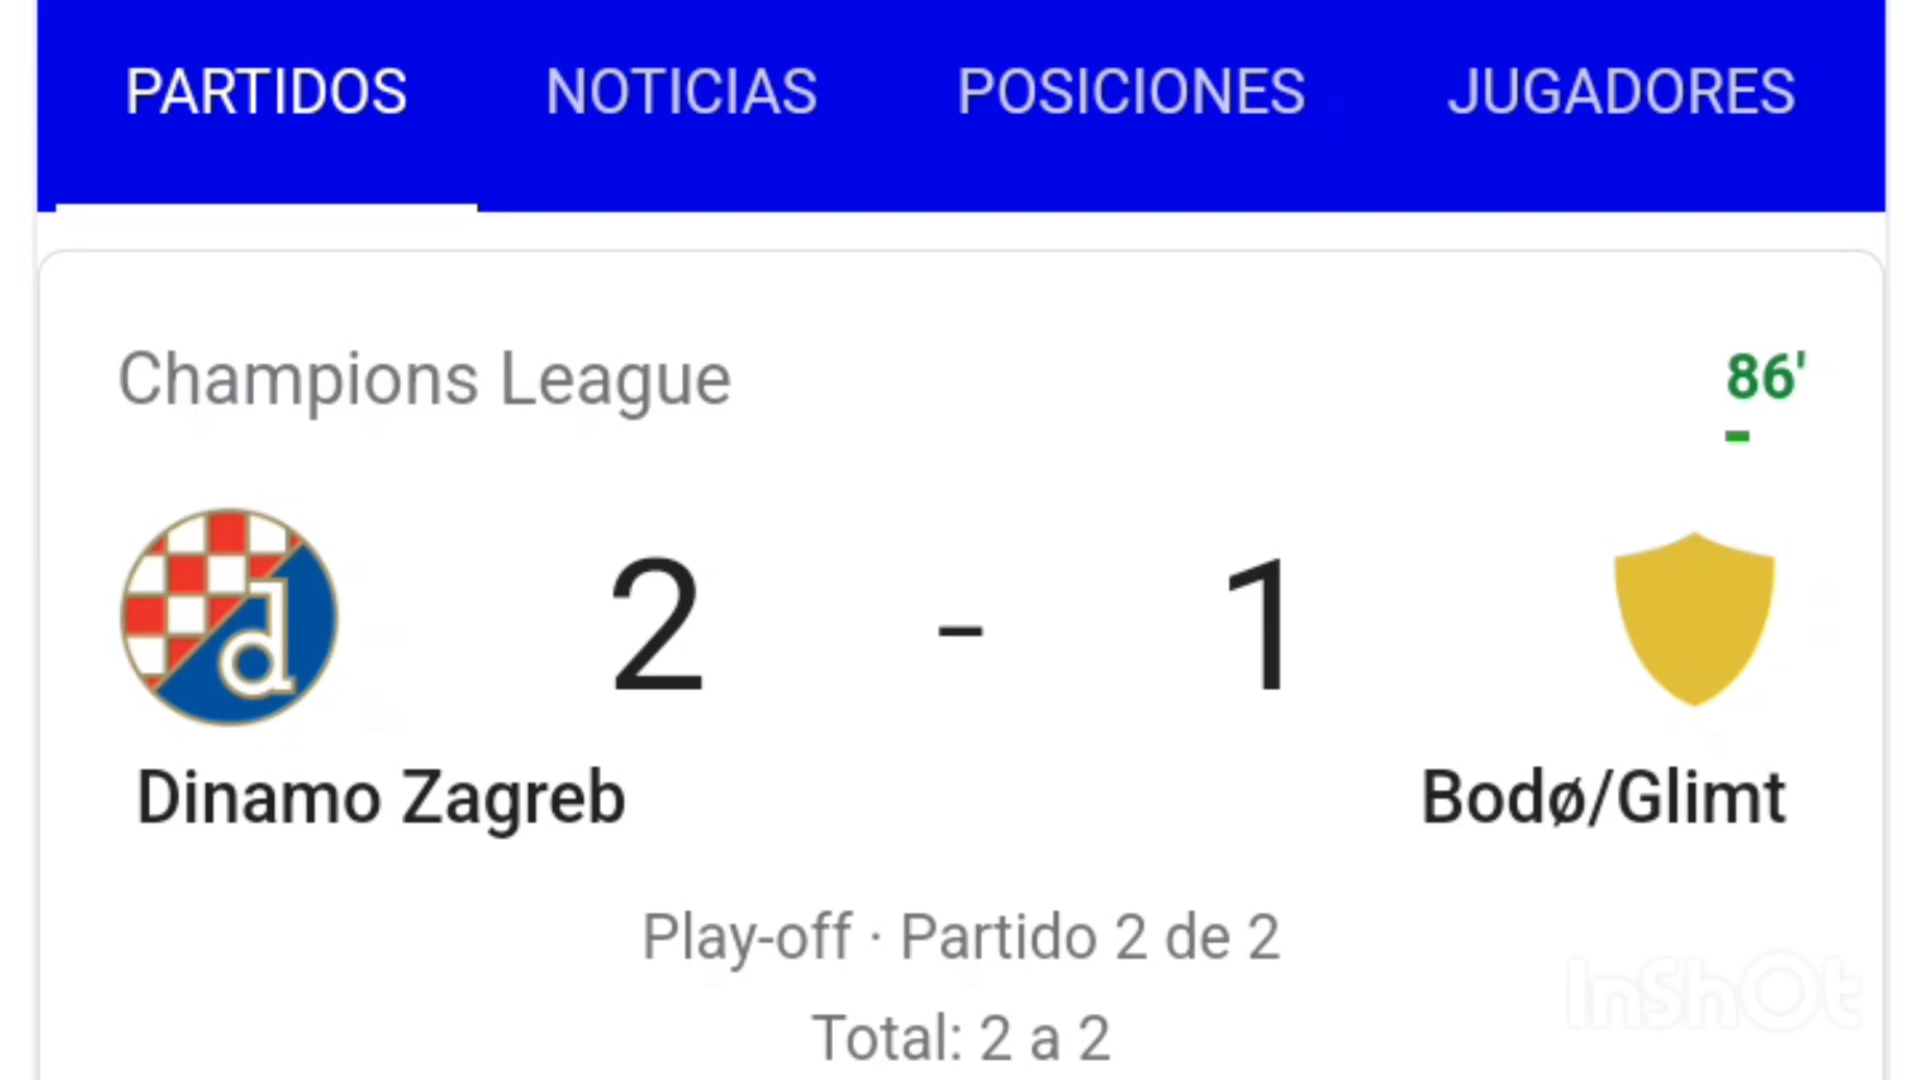 PARTIDOS NOTICIAS POSICIONES JUGADORES
Champions League 86'
d
2 - 1
Dinamo Zagreb Bodø/Glimt
Play-off · Partido 2 de 2
Total: 2 a 2
InShOt